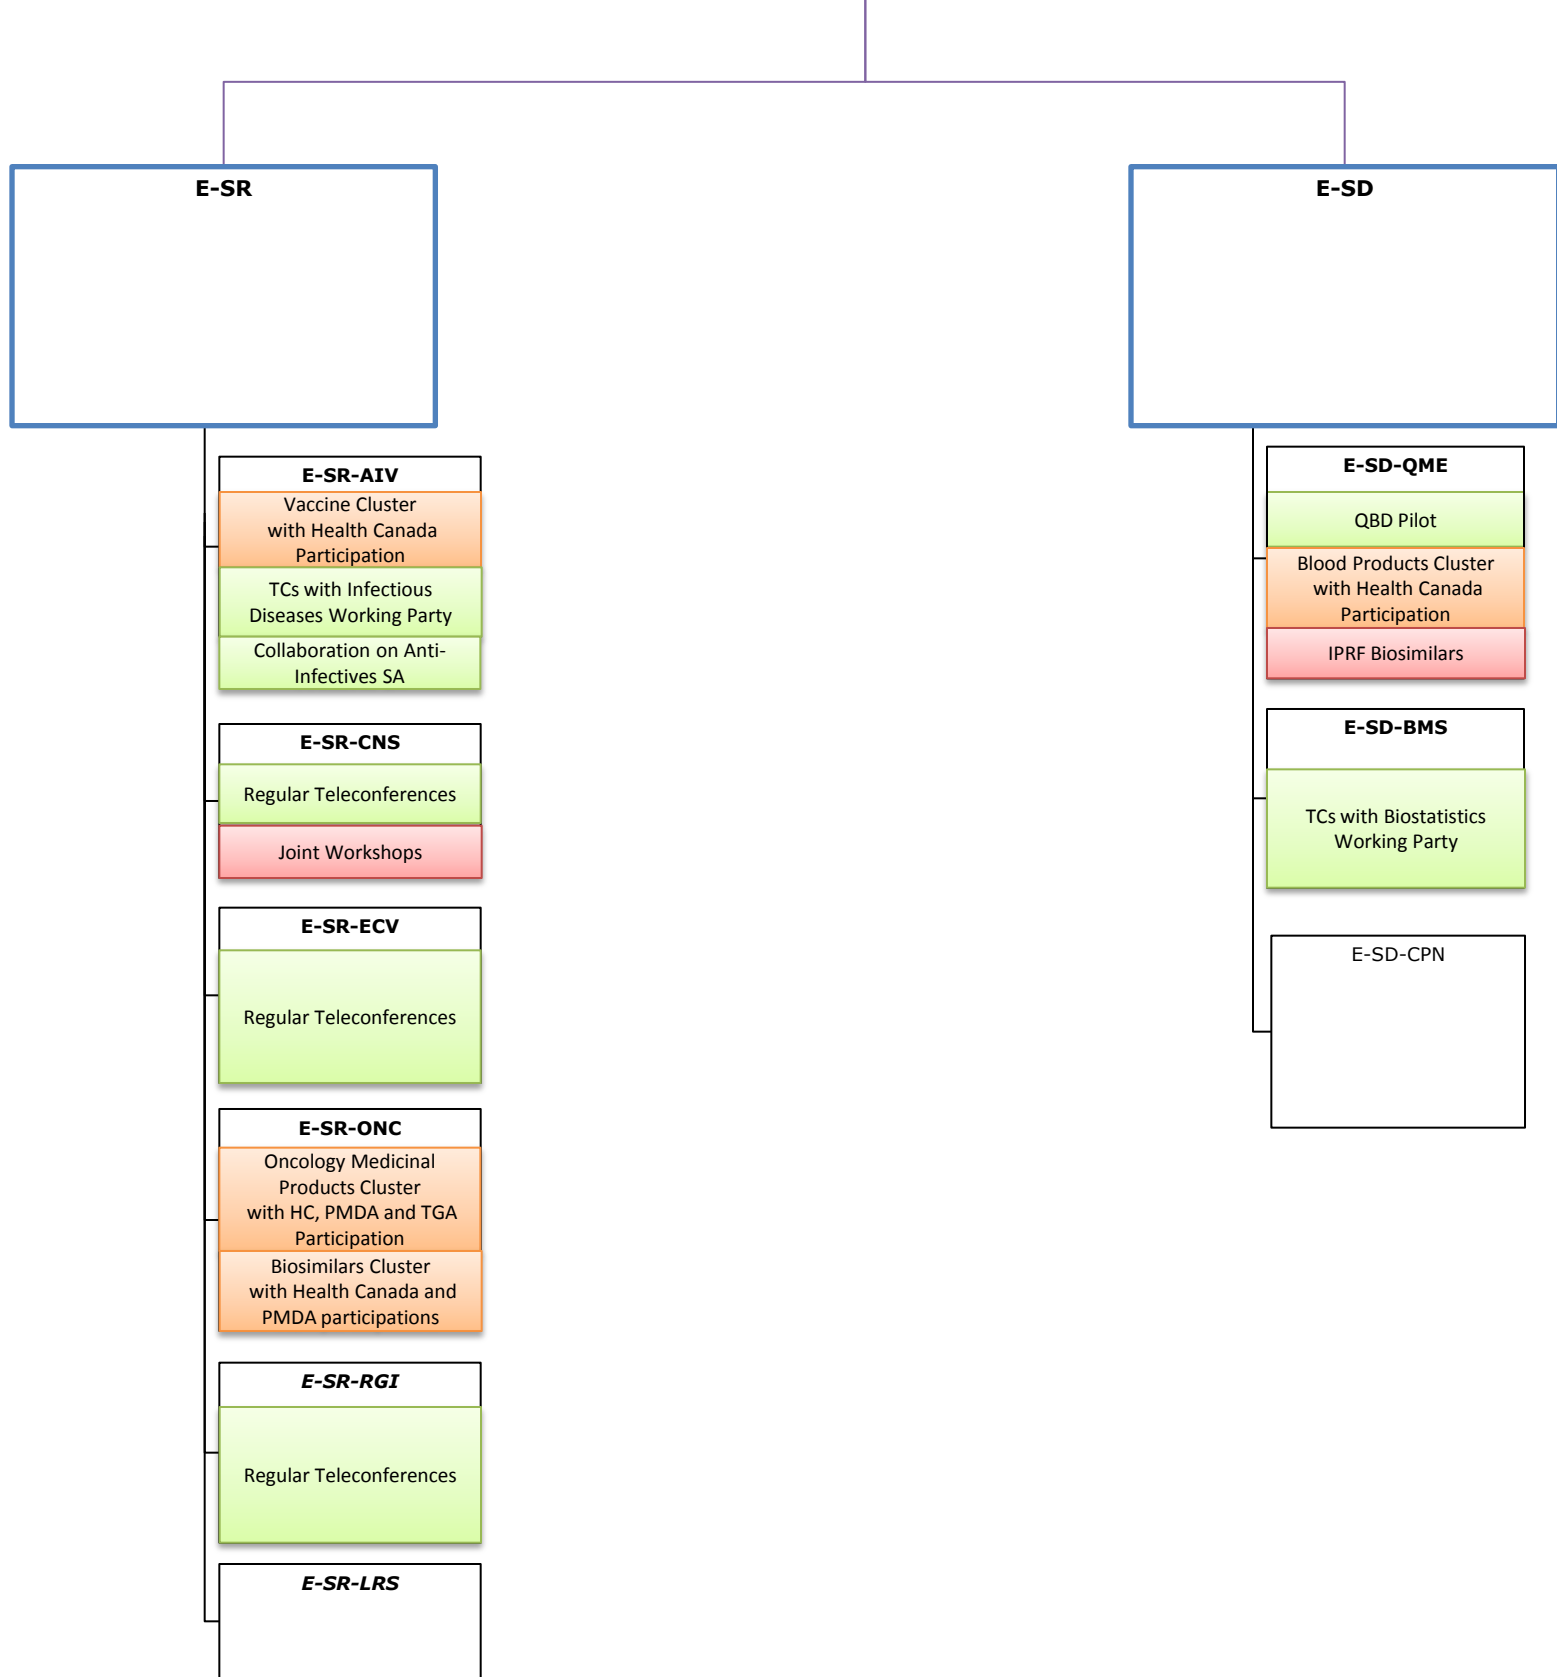 E-SR
E-SD
E-SR-AIV
Vaccine Cluster
with Health Canada
Participation
TCs with Infectious
Diseases Working Party
Collaboration on Anti-
Infectives SA
E-SR-CNS
Regular Teleconferences
Joint Workshops
E-SR-ECV
Regular Teleconferences
E-SR-ONC
Oncology Medicinal
Products Cluster
with HC, PMDA and TGA
Participation
Biosimilars Cluster
with Health Canada and
PMDA participations
E-SR-RGI
Regular Teleconferences
E-SR-LRS
E-SD-QME
QBD Pilot
Blood Products Cluster
with Health Canada
Participation
IPRF Biosimilars
E-SD-BMS
TCs with Biostatistics
Working Party
E-SD-CPN